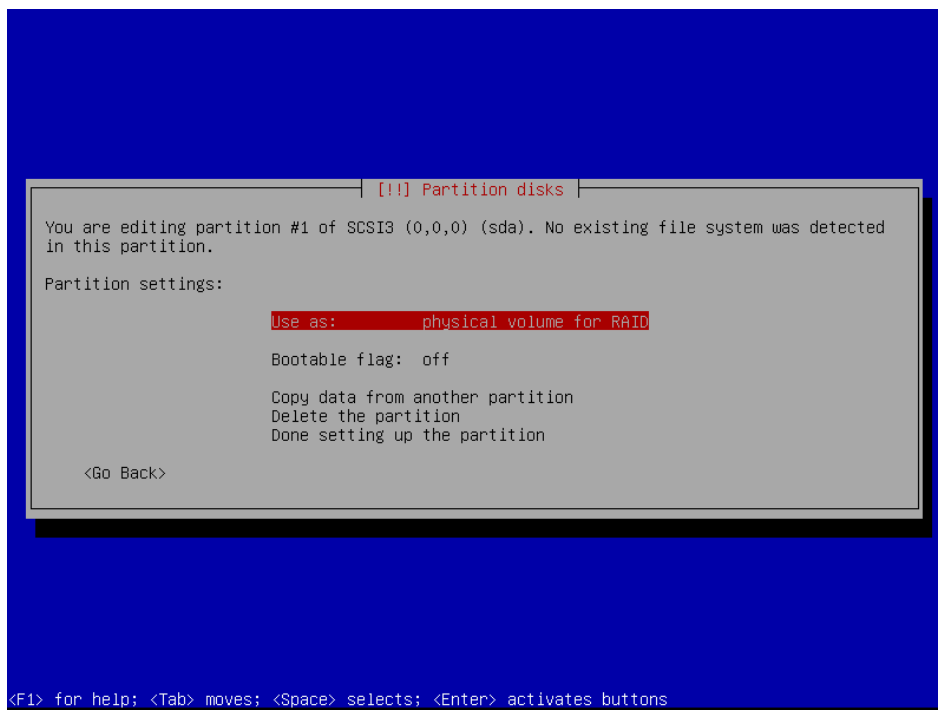 [!!] Partition disks
You are editing partition #1 of SCSI3 (0,0,0) (sda). No existing file system was detected
in this partition.
Partition settings:
Use as: physical volume for RAID
Bootable flag: off
Copy data from another partition
Delete the partition
Done setting up the partition
<Go Back>
<F1> for help; <Tab> moves; <Space> selects; <Enter> activates buttons